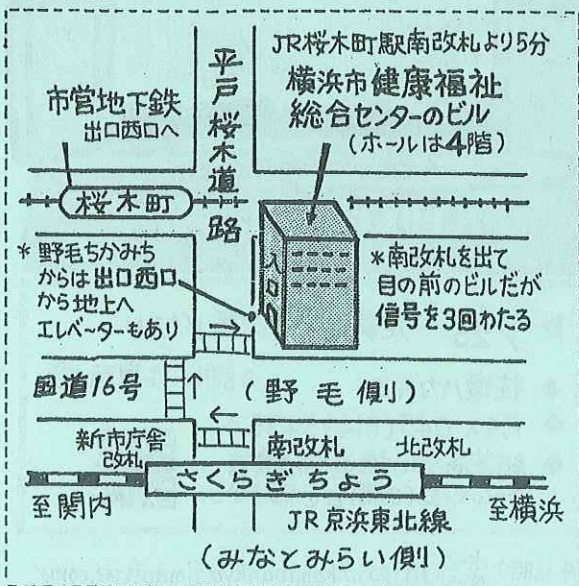 JR桜木町駅南改札より5分
横浜市健康福祉
総合センターのビル
(ホールは4階)
平戸桜木道路
市営地下鉄
出口西口へ
桜木町
*野毛ちかみち
からは出口西口
から地上へ
エレベーターもあり
入口
*南改札を出て
目の前のビルだが
信号を3回わたる
国道16号
(野毛側)
新市庁舎
改札
南改札
北改札
さくらぎちょう
至関内
至横浜
JR京浜東北線
(みなとみらい側)